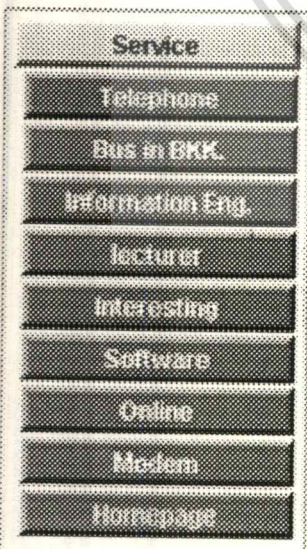 Service
Telephone
Bus in BKK.
Information Eng.
lecturer
Interesting
Software
Online
Modem
Homepage